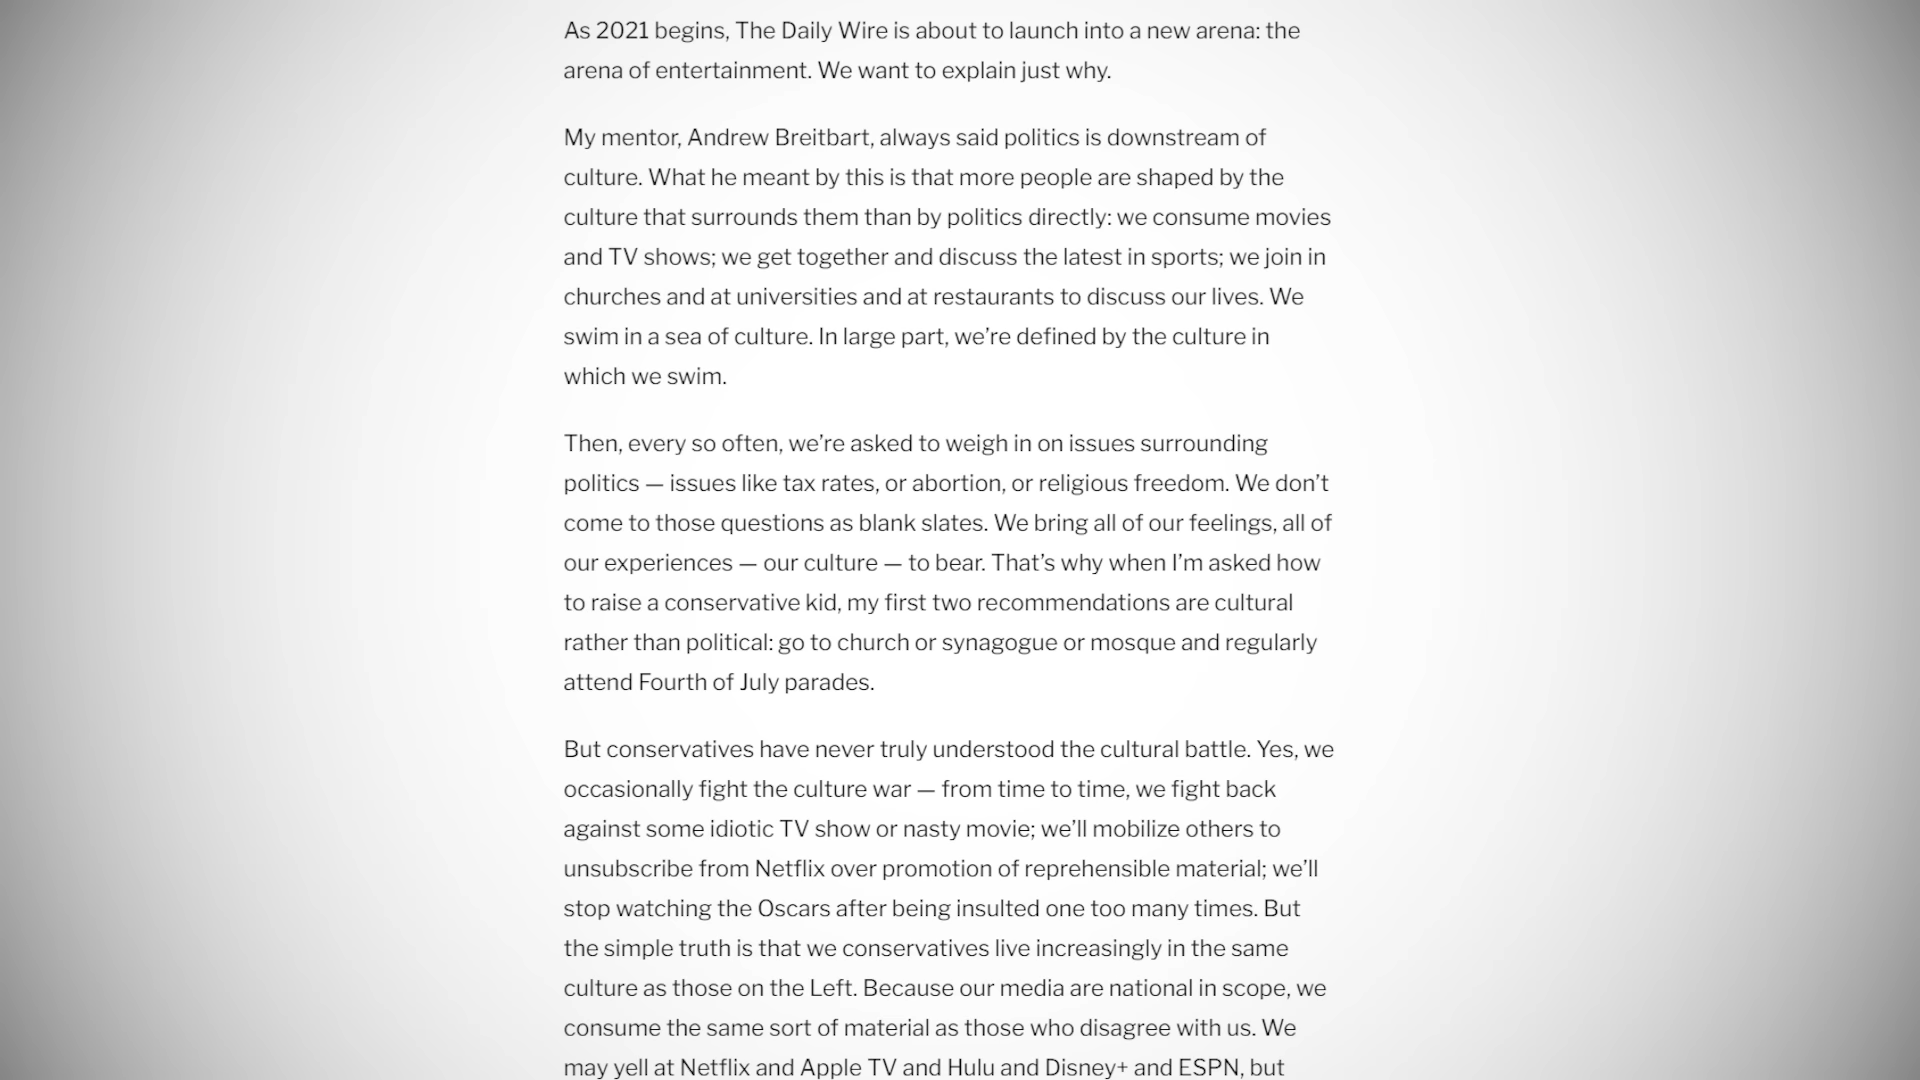 As 2021 begins, The Daily Wire is about to launch into a new arena: the
arena of entertainment. We want to explain just why.
My mentor, Andrew Breitbart, always said politics is downstream of
culture. What he meant by this is that more people are shaped by the
culture that surrounds them than by politics directly: we consume movies
and TV shows; we get together and discuss the latest in sports; we join in
churches and at universities and at restaurants to discuss our lives. We
swim in a sea of culture. In large part, we’re defined by the culture in
which we swim.
Then, every so often, we’re asked to weigh in on issues surrounding
politics — issues like tax rates, or abortion, or religious freedom. We don’t
come to those questions as blank slates. We bring all of our feelings, all of
our experiences — our culture — to bear. That’s why when I’m asked how
to raise a conservative kid, my first two recommendations are cultural
rather than political: go to church or synagogue or mosque and regularly
attend Fourth of July parades.
But conservatives have never truly understood the cultural battle. Yes, we
occasionally fight the culture war — from time to time, we fight back
against some idiotic TV show or nasty movie; we’ll mobilize others to
unsubscribe from Netflix over promotion of reprehensible material; we’ll
stop watching the Oscars after being insulted one too many times. But
the simple truth is that we conservatives live increasingly in the same
culture as those on the Left. Because our media are national in scope, we
consume the same sort of material as those who disagree with us. We
may yell at Netflix and Apple TV and Hulu and Disney+ and ESPN, but